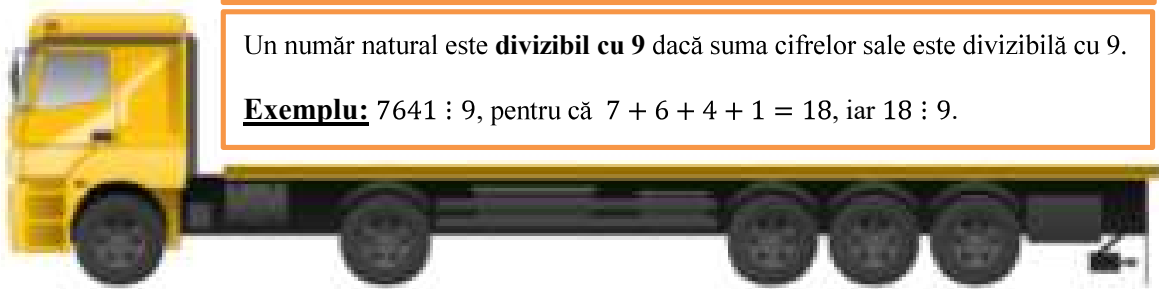 Un număr natural este divizibil cu 9 dacă suma cifrelor sale este divizibilă cu 9.
Exemplu: 7641 ⋮ 9, pentru că 7 + 6 + 4 + 1 = 18, iar 18 ⋮ 9.